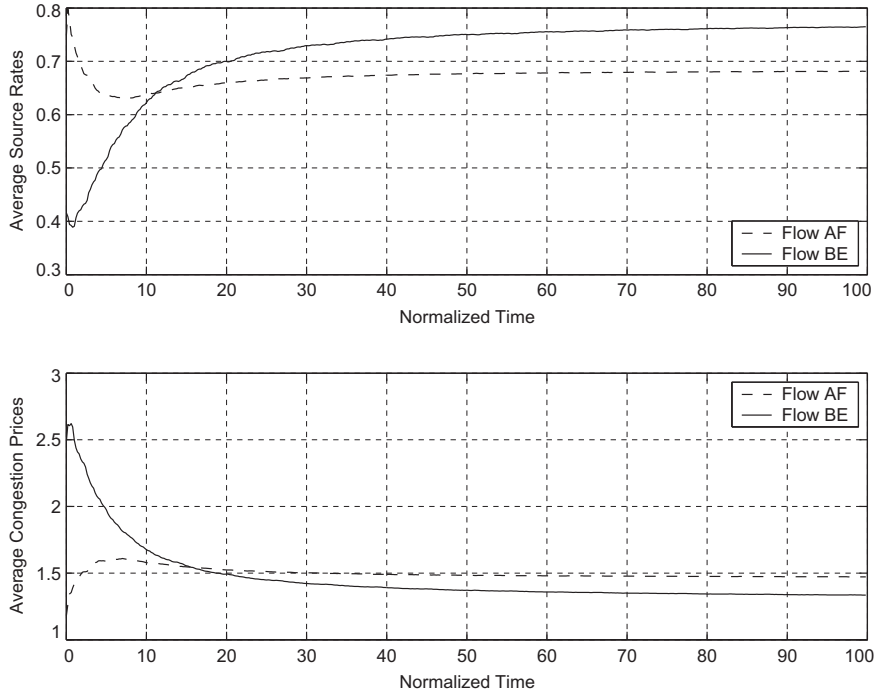 0.8
0.7
0.6
0.5
0.4
0.3
Average Source Rates
Flow AF
Flow BE
0 10 20 30 40 50 60 70 80 90 100
Normalized Time
3
2.5
2
1.5
1
Average Congestion Prices
Flow AF
Flow BE
0 10 20 30 40 50 60 70 80 90 100
Normalized Time